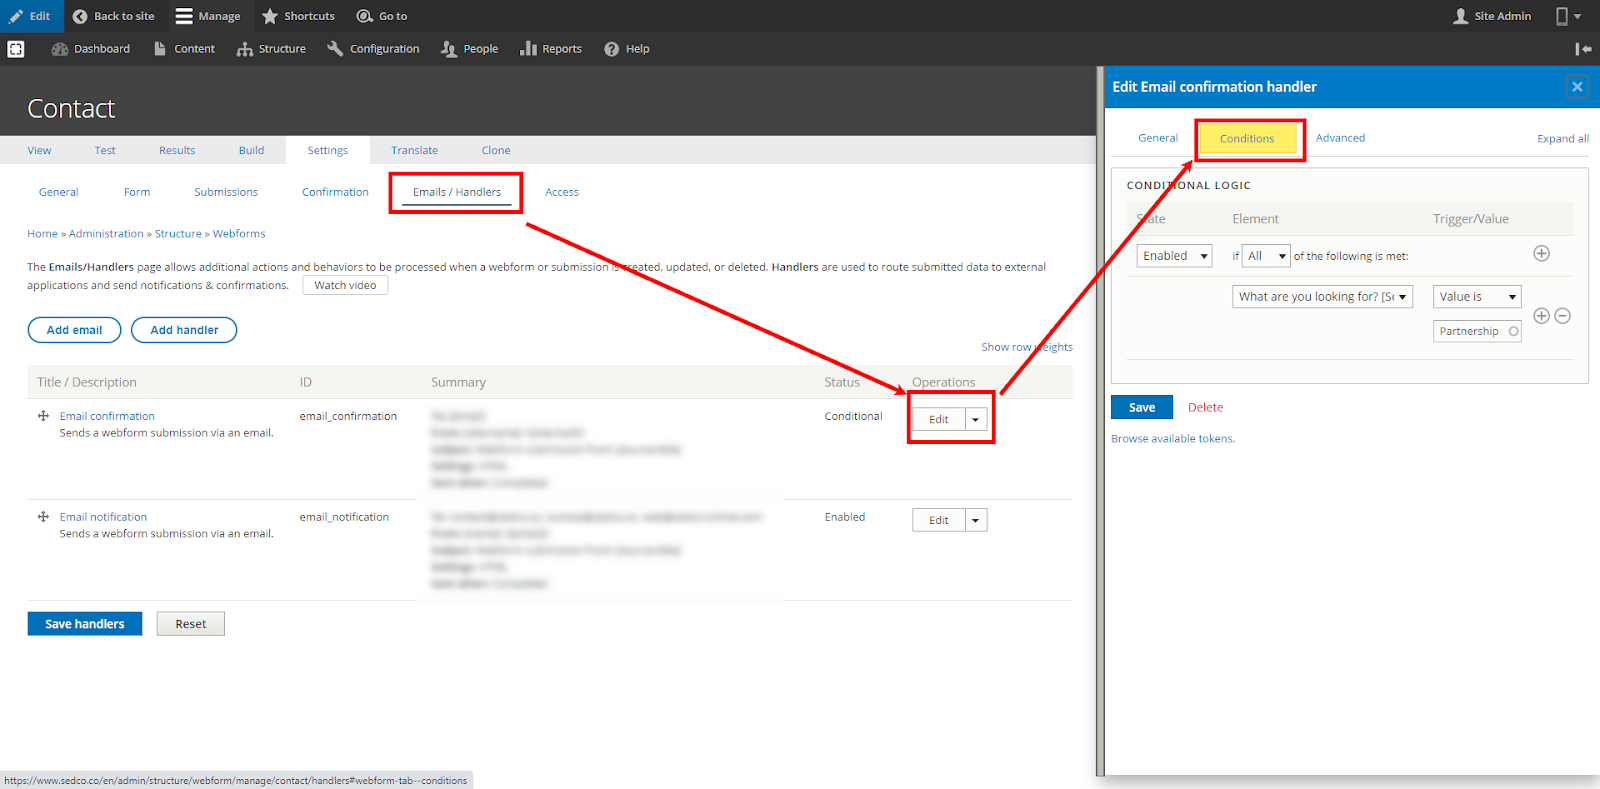 Edit Back to site Manage Shortcuts Go to Site Admin
Dashboard Content Structure Configuration People Reports Help
Contact
View Test Results Build Settings Translate Clone
General Form Submissions Confirmation Emails / Handlers Access
Home » Administration » Structure » Webforms
The Emails/Handlers page allows additional actions and behaviors to be processed when a webform or submission is created, updated, or deleted. Handlers are used to route submitted data to external
applications and send notifications & confirmations. Watch video
Add email Add handler
Show row weights
Title / Description ID Summary Status Operations
Email confirmation email_confirmation Conditional Edit
Sends a webform submission via an email.
Email notification email_notification Enabled Edit
Sends a webform submission via an email.
Save handlers Reset
https://www.sedco.co/en/admin/structure/webform/manage/contact/handlers#webform-tab--conditions
Edit Email confirmation handler
General Conditions Advanced Expand all
CONDITIONAL LOGIC
State Element Trigger/Value
Enabled if All of the following is met:
What are you looking for? [Se Value is
Partnership
Save Delete
Browse available tokens.